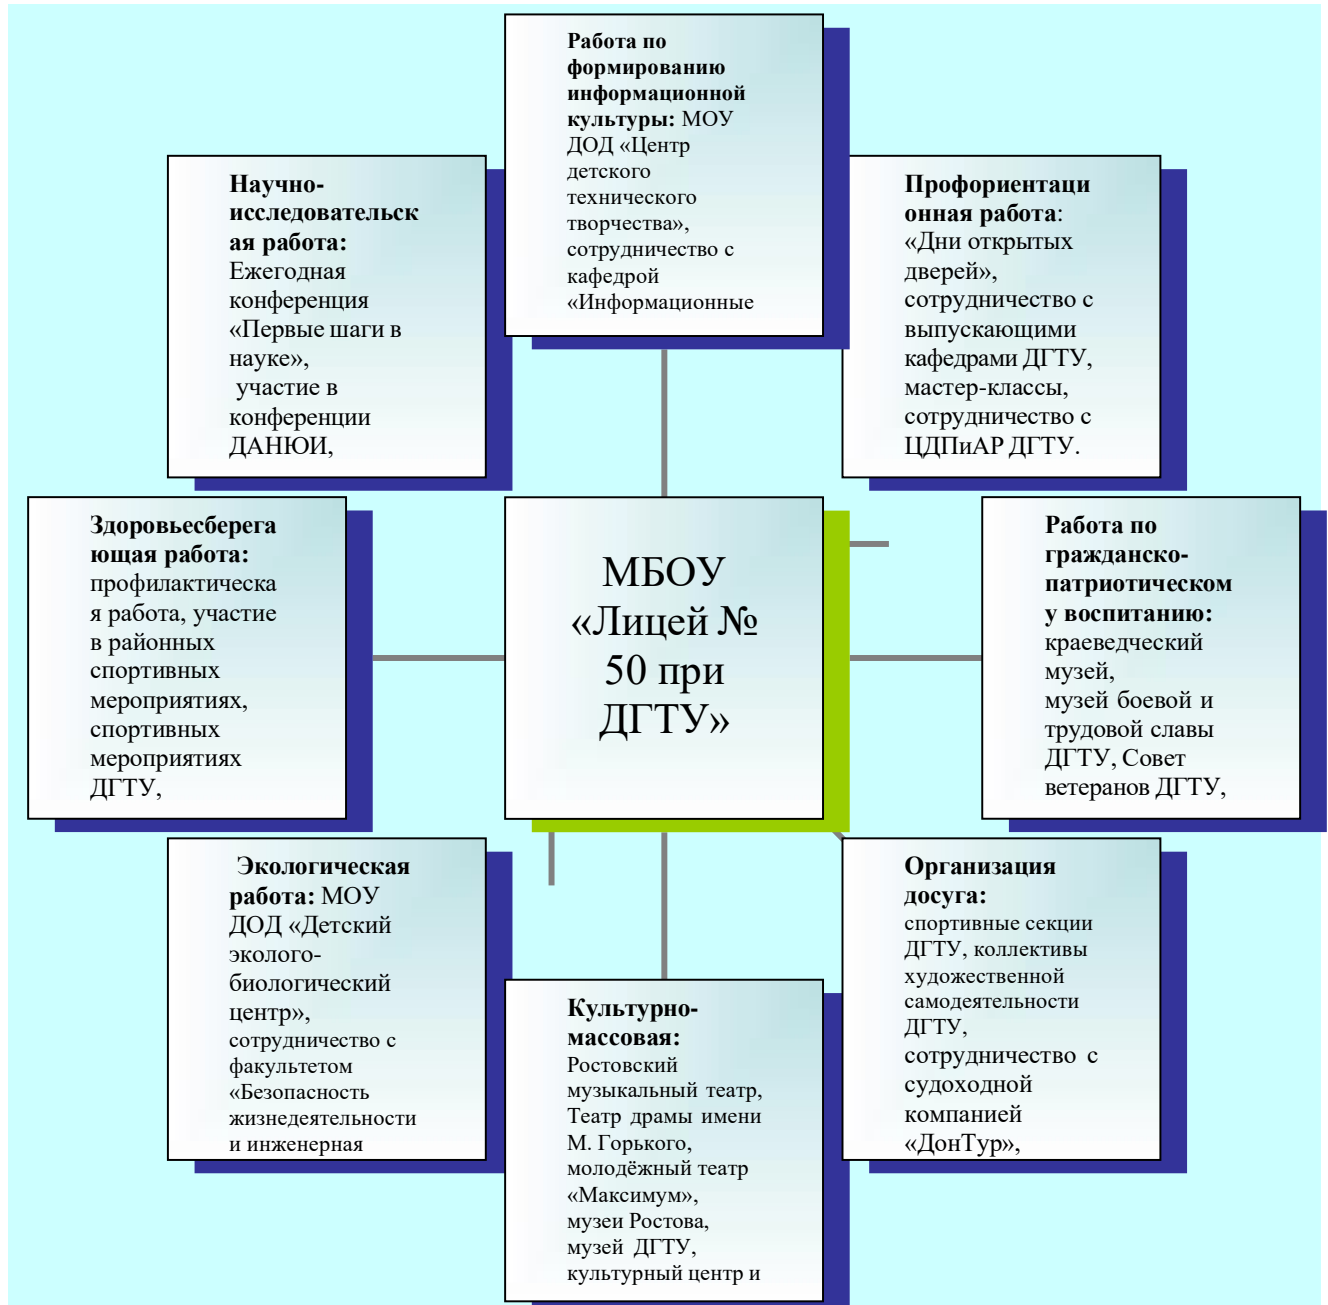 Работа по
формированию
информационной
культуры: МОУ
ДОД «Центр
детского
технического
творчества»,
сотрудничество с
кафедрой
«Информационные
Научно-
исследовательск
ая работа:
Ежегодная
конференция
«Первые шаги в
науке»,
участие в
конференции
ДАНЮИ,
Профориентаци
онная работа:
«Дни открытых
дверей»,
сотрудничество с
выпускающими
кафедрами ДГТУ,
мастер-классы,
сотрудничество с
ЦДПиАР ДГТУ.
Здоровьесберега
ющая работа:
профилактическа
я работа, участие
в районных
спортивных
мероприятиях,
спортивных
мероприятиях
ДГТУ,
МБОУ
«Лицей №
50 при
ДГТУ»
Работа по
гражданско-
патриотическом
у воспитанию:
краеведческий
музей,
музей боевой и
трудовой славы
ДГТУ, Совет
ветеранов ДГТУ,
Экологическая
работа: МОУ
ДОД «Детский
эколого-
биологический
центр»,
сотрудничество с
факультетом
«Безопасность
жизнедеятельности
и инженерная
Культурно-
массовая:
Ростовский
музыкальный театр,
Театр драмы имени
М. Горького,
молодёжный театр
«Максимум»,
музеи Ростова,
музей ДГТУ,
культурный центр и
Организация
досуга:
спортивные секции
ДГТУ, коллективы
художественной
самодеятельности
ДГТУ,
сотрудничество с
судоходной
компанией
«ДонТур»,